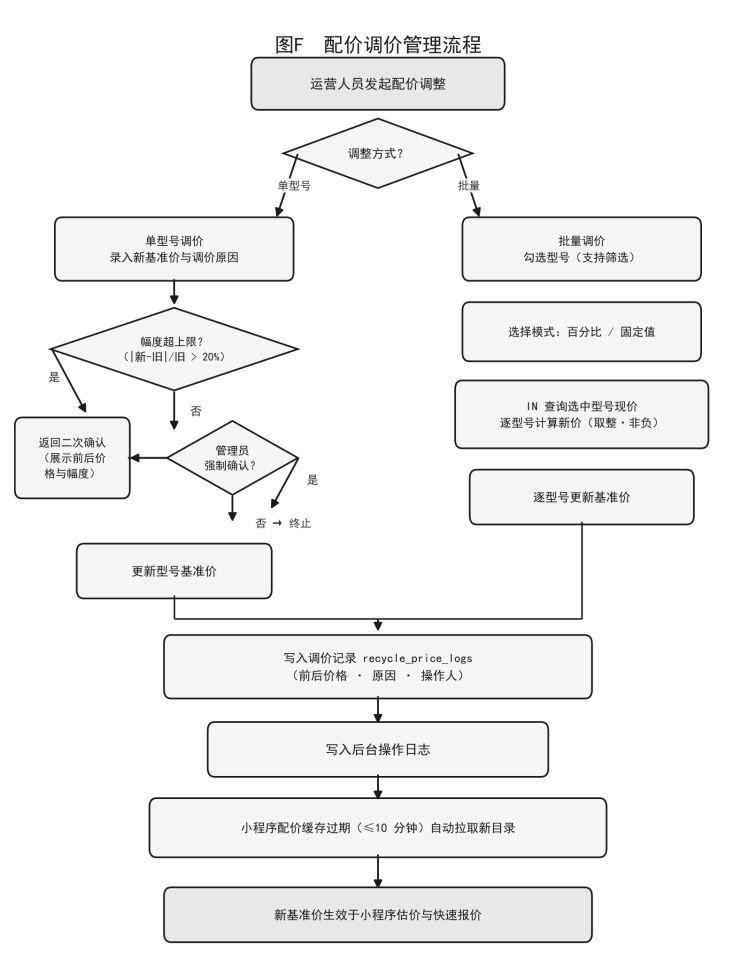 图F  配价调价管理流程
运营人员发起配价调整
调整方式？
单型号
批量
单型号调价
录入新基准价与调价原因
批量调价
勾选型号（支持筛选）
选择模式：百分比 / 固定值
幅度超上限？
（|新-旧|/旧 > 20%）
是
否
IN 查询选中型号现价
逐型号计算新价（取整·非负）
返回二次确认
（展示前后价
格与幅度）
管理员
强制确认？
是
否 → 终止
逐型号更新基准价
更新型号基准价
写入调价记录 recycle_price_logs
（前后价格 · 原因 · 操作人）
写入后台操作日志
小程序配价缓存过期（≤10 分钟）自动拉取新目录
新基准价生效于小程序估价与快速报价